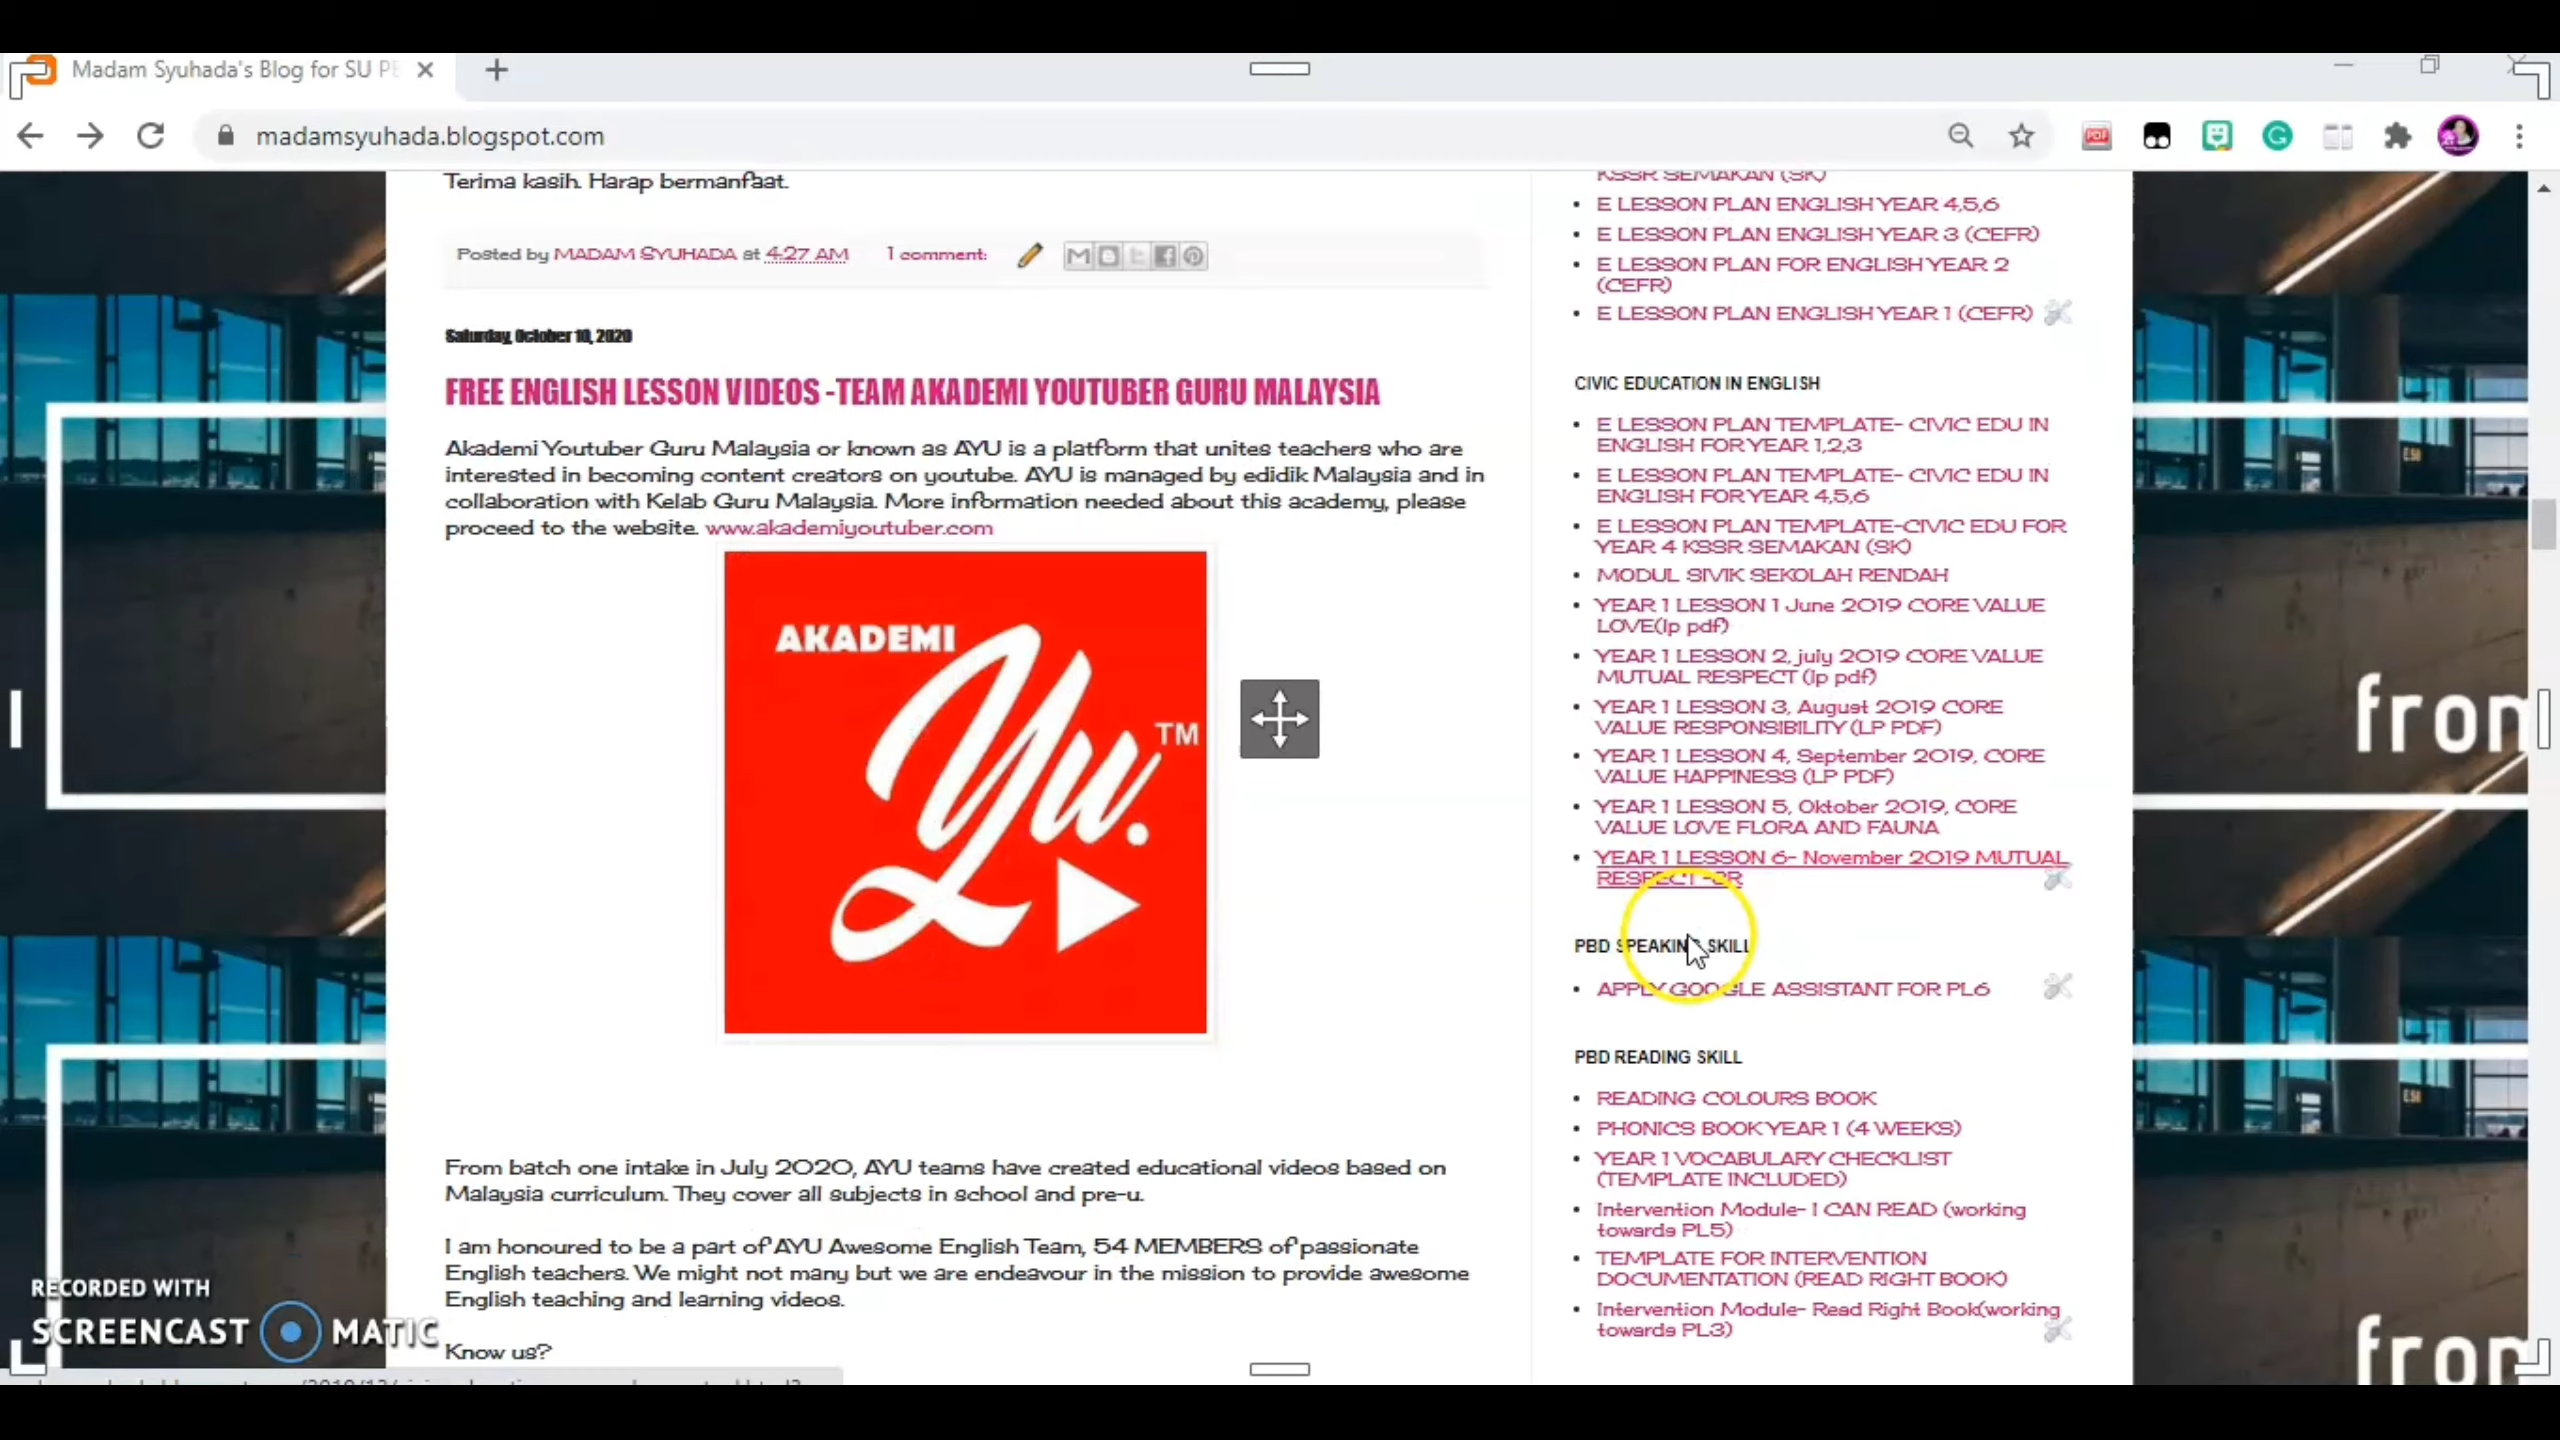 Madam Syuhada's Blog for SU
madamsyuhada.blogspot.com
Terima kasih. Harap bermanfaat.
Posted by MADAM SYUHADA at 4:27 AM 1 comment:
Saturday, October 10, 2020
FREE ENGLISH LESSON VIDEOS -TEAM AKADEMI YOUTUBER GURU MALAYSIA
Akademi Youtuber Guru Malaysia or known as AYU is a platform that unites teachers who are
interested in becoming content creators on youtube. AYU is managed by edidik Malaysia and in
collaboration with Kelab Guru Malaysia. More information needed about this academy, please
proceed to the website. www.akademiyoutuber.com
AKADEMI
Yu.
TM
From batch one intake in July 2020, AYU teams have created educational videos based on
Malaysia curriculum. They cover all subjects in school and pre-u.
I am honoured to be a part of AYU Awesome English Team, 54 MEMBERS of passionate
English teachers. We might not many but we are endeavour in the mission to provide awesome
English teaching and learning videos.
Know us?
KSSR SEMAKAN (SK)
E LESSON PLAN ENGLISH YEAR 4,5,6
E LESSON PLAN ENGLISH YEAR 3 (CEFR)
E LESSON PLAN FOR ENGLISH YEAR 2
(CEFR)
E LESSON PLAN ENGLISH YEAR 1 (CEFR)
CIVIC EDUCATION IN ENGLISH
E LESSON PLAN TEMPLATE- CIVIC EDU IN
ENGLISH FOR YEAR 1,2,3
E LESSON PLAN TEMPLATE- CIVIC EDU IN
ENGLISH FOR YEAR 4,5,6
E LESSON PLAN TEMPLATE-CIVIC EDU FOR
YEAR 4 KSSR SEMAKAN (SK)
MODUL SIVIK SEKOLAH RENDAH
YEAR 1 LESSON 1 June 2019 CORE VALUE
LOVE(lp pdf)
YEAR 1 LESSON 2, july 2019 CORE VALUE
MUTUAL RESPECT (lp pdf)
YEAR 1 LESSON 3, August 2019 CORE
VALUE RESPONSIBILITY (LP PDF)
YEAR 1 LESSON 4, September 2019, CORE
VALUE HAPPINESS (LP PDF)
YEAR 1 LESSON 5, Oktober 2019, CORE
VALUE LOVE FLORA AND FAUNA
YEAR 1 LESSON 6- November 2019 MUTUAL
RESPECT
PBD SPEAKING SKILL
APPLY GOOGLE ASSISTANT FOR PL6
PBD READING SKILL
READING COLOURS BOOK
PHONICS BOOK YEAR 1 (4 WEEKS)
YEAR 1 VOCABULARY CHECKLIST
(TEMPLATE INCLUDED)
Intervention Module- I CAN READ (working
towards PL5)
TEMPLATE FOR INTERVENTION
DOCUMENTATION (READ RIGHT BOOK)
Intervention Module- Read Right Book(working
towards PL3)
RECORDED WITH
SCREENCAST MATIC